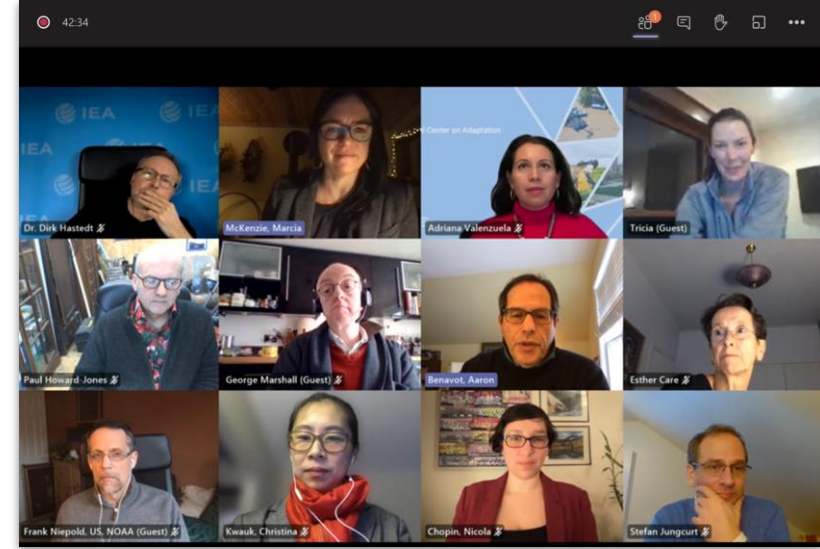 42:34
1
IEA
IEA
IEA
Center on Adaptation
Dr. Dirk Hastedt
McKenzie, Marcia
Adriana Valenzuela
Tricia (Guest)
Paul Howard-Jones
George Marshall (Guest)
Benavot, Aaron
Esther Care
Frank Niepold, US, NOAA (Guest)
Kwauk, Christina
Chopin, Nicola
Stefan Jungcurt